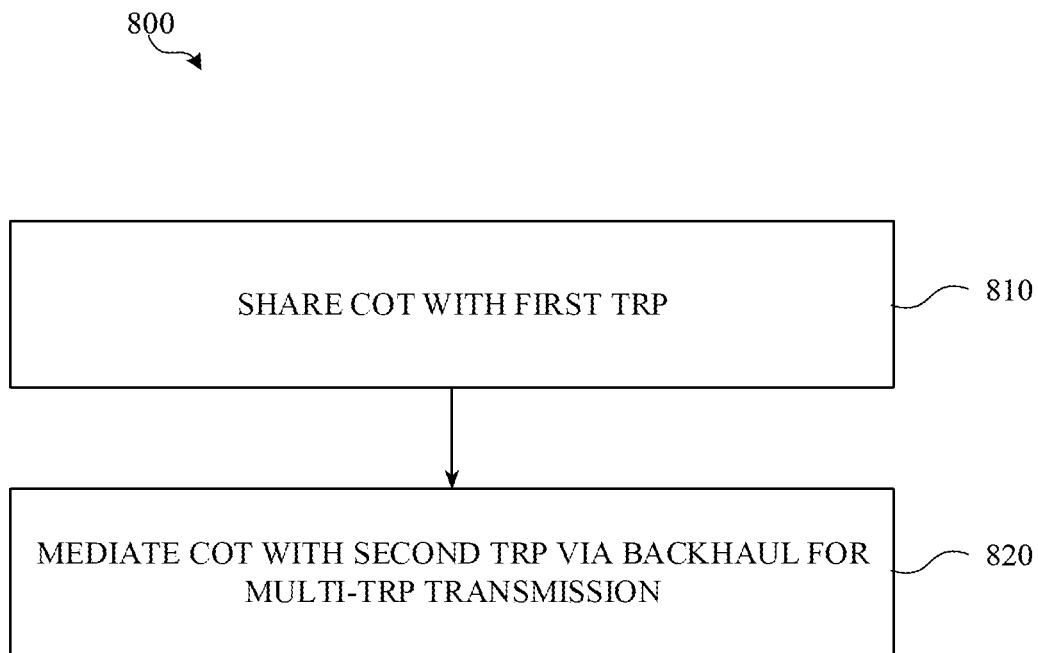 800
SHARE COT WITH FIRST TRP
810
MEDIATE COT WITH SECOND TRP VIA BACKHAUL FOR
MULTI-TRP TRANSMISSION
820